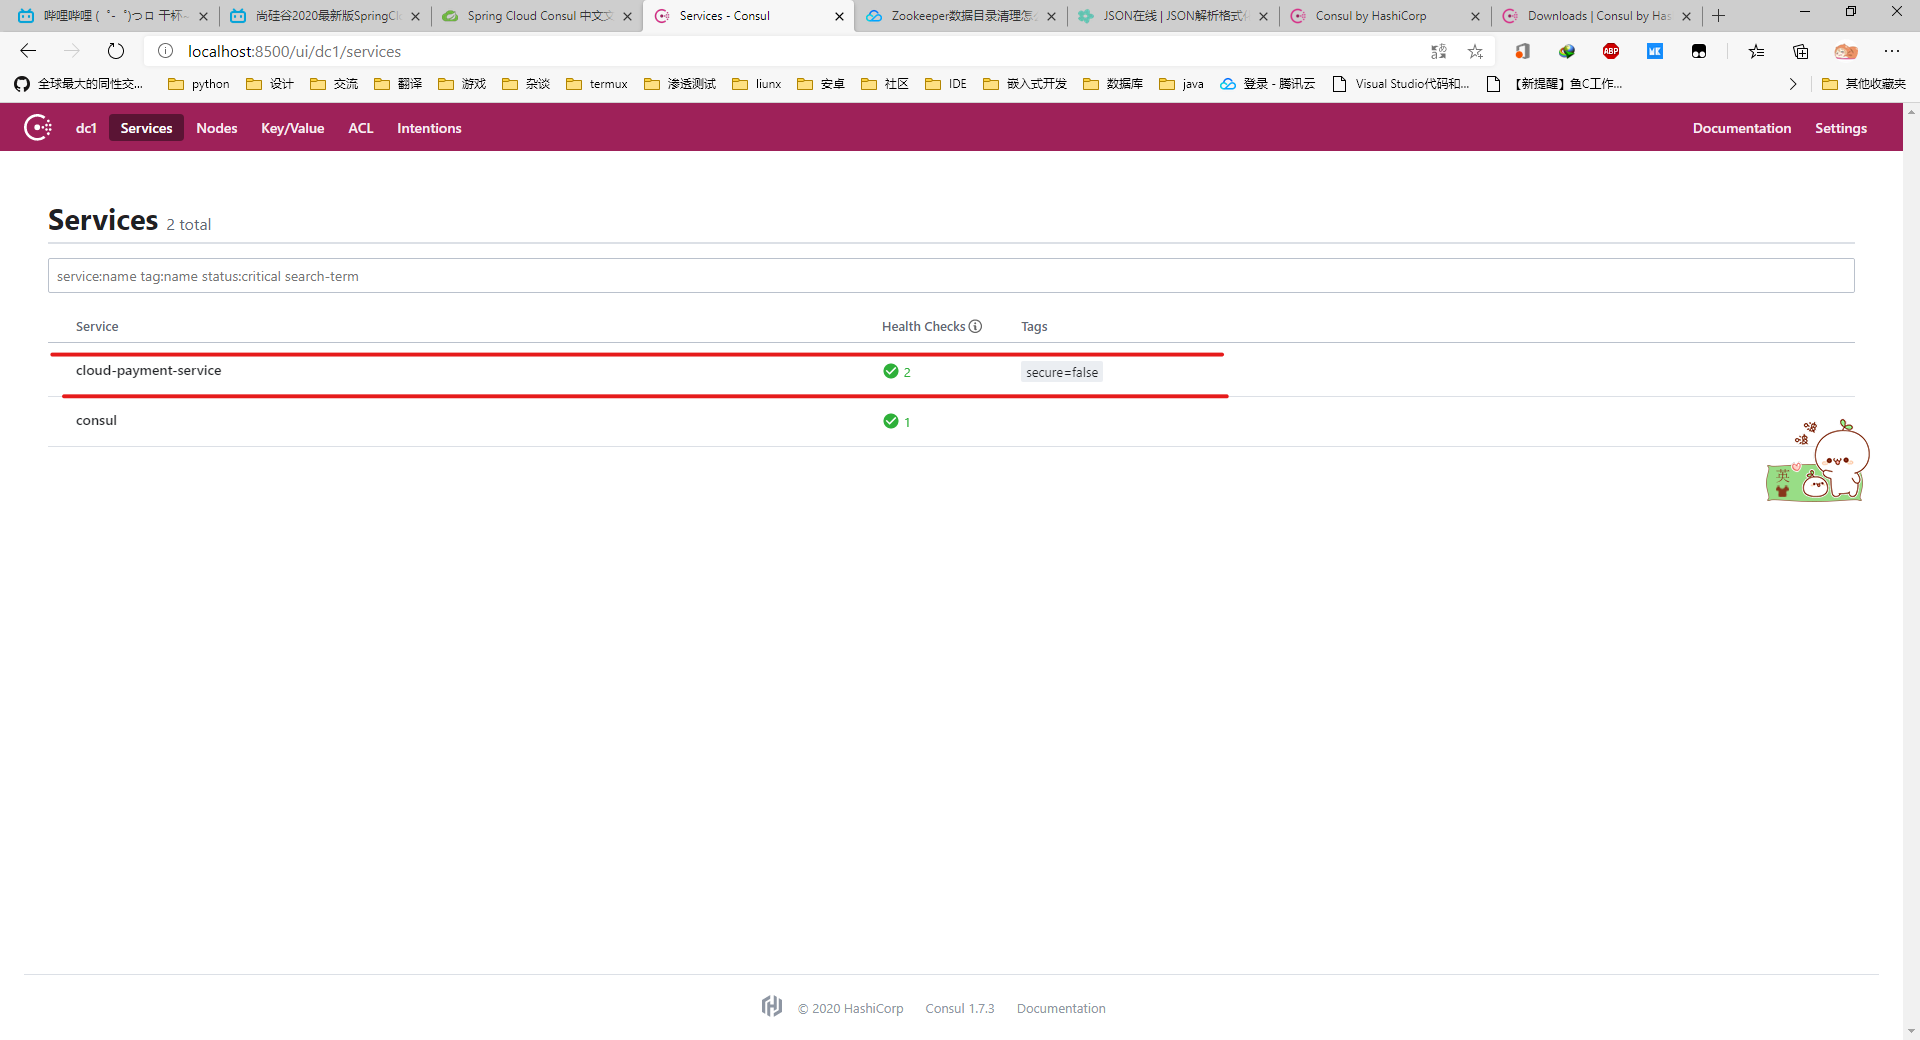 哔哩哔哩 (゜-゜)つロ 干杯~
尚硅谷2020最新版SpringCl
Spring Cloud Consul 中文文
Services - Consul
Zookeeper数据目录清理怎
JSON在线 | JSON解析格式化
Consul by HashiCorp
Downloads | Consul by Has
localhost:8500/ui/dc1/services
全球最大的同性交...
python
设计
交流
翻译
游戏
杂谈
termux
渗透测试
liunx
安卓
社区
IDE
嵌入式开发
数据库
java
登录 - 腾讯云
Visual Studio代码和...
【新提醒】鱼C工作...
其他收藏夹
dc1
Services
Nodes
Key/Value
ACL
Intentions
Documentation
Settings
Services 2 total
service:name tag:name status:critical search-term
Service Health Checks Tags
cloud-payment-service 2 secure=false
consul 1
啵
啵
英
© 2020 HashiCorp Consul 1.7.3 Documentation